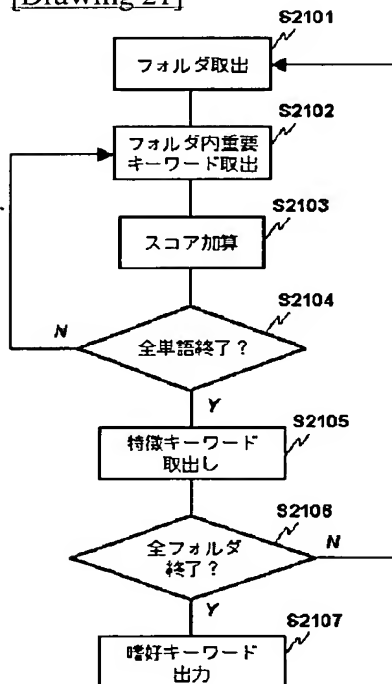 [Drawing 21]
S2101
フォルダ取出
S2102
フォルダ内重要
キーワード取出
S2103
スコア加算
S2104
全単語終了？
N
Y
S2105
特徴キーワード
取出し
S2106
全フォルダ
終了？
N
Y
S2107
嗜好キーワード
出力